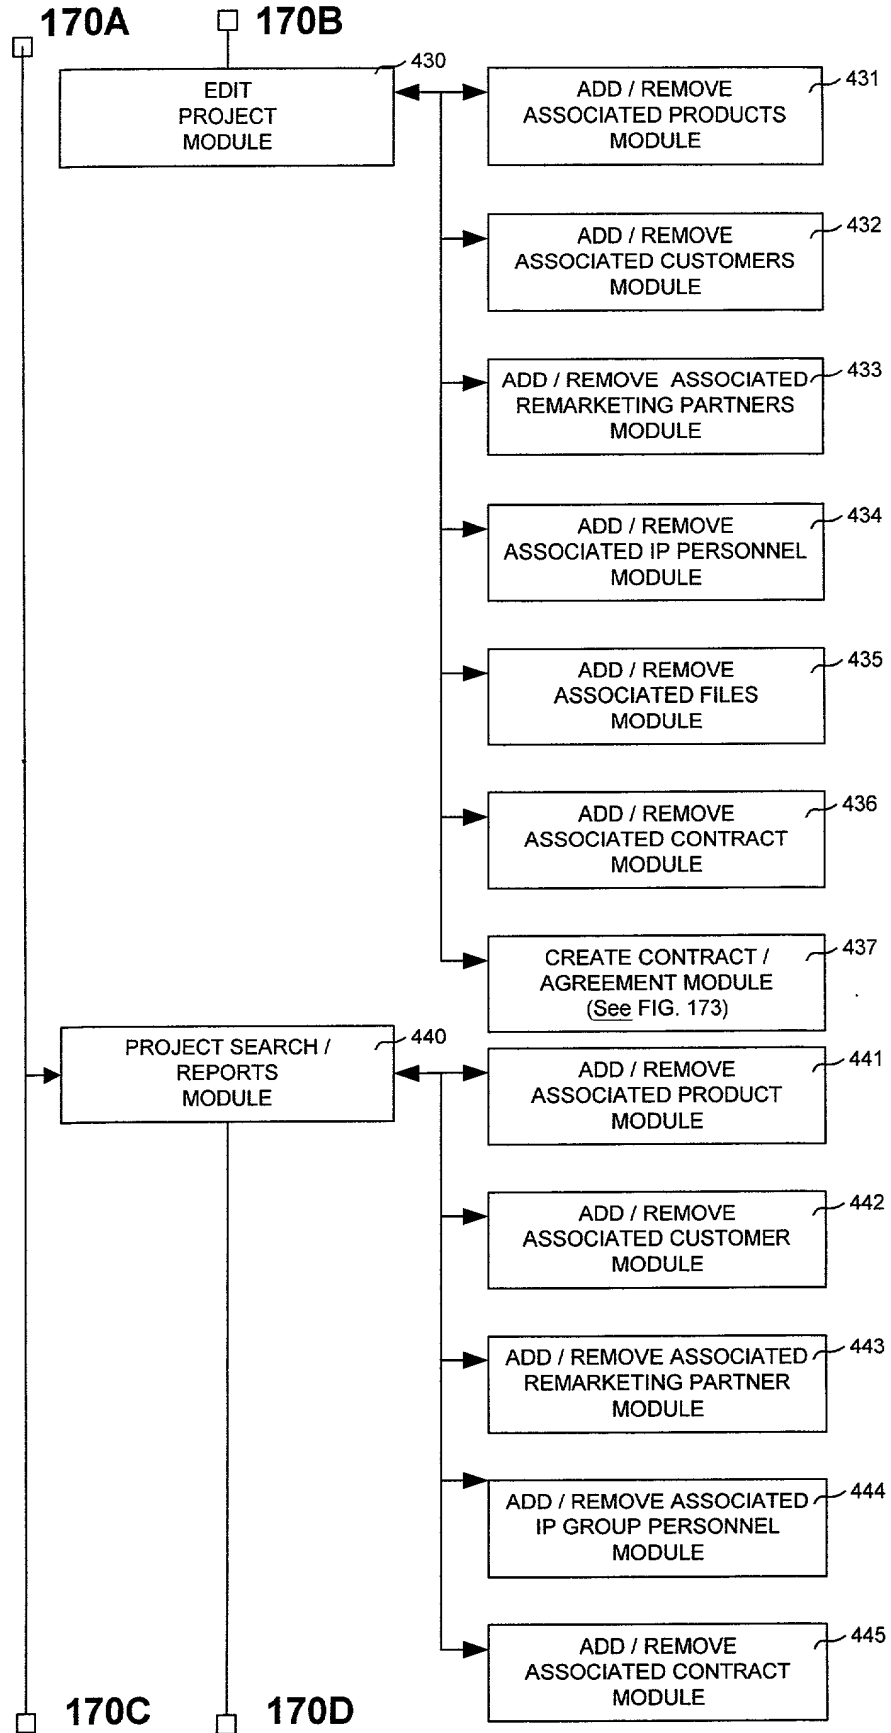 170A
170B
430
EDIT
PROJECT
MODULE
431
ADD / REMOVE
ASSOCIATED PRODUCTS
MODULE
432
ADD / REMOVE
ASSOCIATED CUSTOMERS
MODULE
433
ADD / REMOVE ASSOCIATED
REMARKETING PARTNERS
MODULE
434
ADD / REMOVE
ASSOCIATED IP PERSONNEL
MODULE
435
ADD / REMOVE
ASSOCIATED FILES
MODULE
436
ADD / REMOVE
ASSOCIATED CONTRACT
MODULE
437
CREATE CONTRACT /
AGREEMENT MODULE
(See FIG. 173)
440
PROJECT SEARCH /
REPORTS
MODULE
441
ADD / REMOVE
ASSOCIATED PRODUCT
MODULE
442
ADD / REMOVE
ASSOCIATED CUSTOMER
MODULE
443
ADD / REMOVE ASSOCIATED
REMARKETING PARTNER
MODULE
444
ADD / REMOVE ASSOCIATED
IP GROUP PERSONNEL
MODULE
445
ADD / REMOVE
ASSOCIATED CONTRACT
MODULE
170C
170D